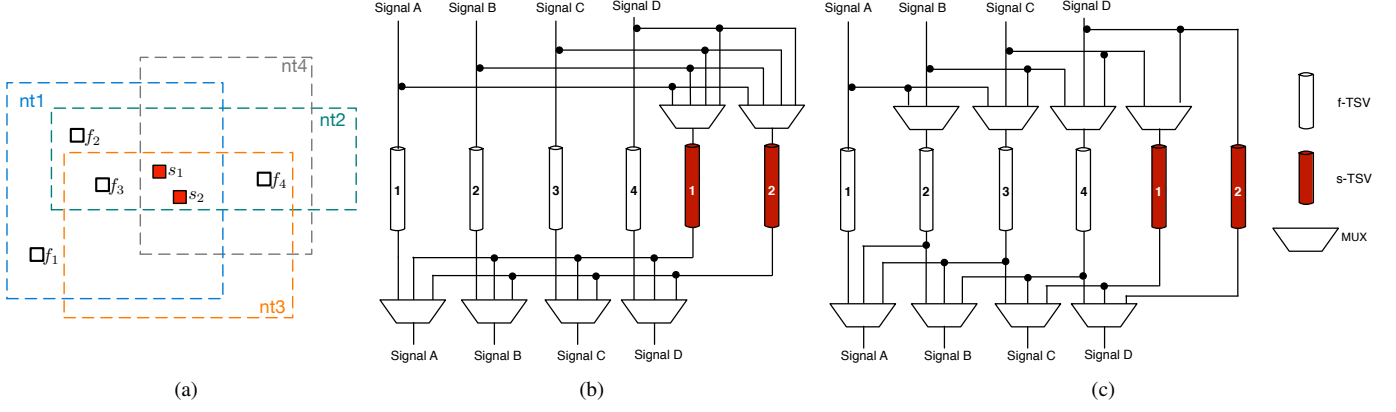 Signal A Signal B Signal C Signal D
Signal A Signal B Signal C Signal D
nt4
nt1
nt2
f₂
s₁
f₃
f₄
s₂
f₁
nt3
1 2 3 4 1 2
1 2 3 4 1 2
f-TSV
s-TSV
MUX
Signal A Signal B Signal C Signal D
Signal A Signal B Signal C Signal D
(a) (b) (c)